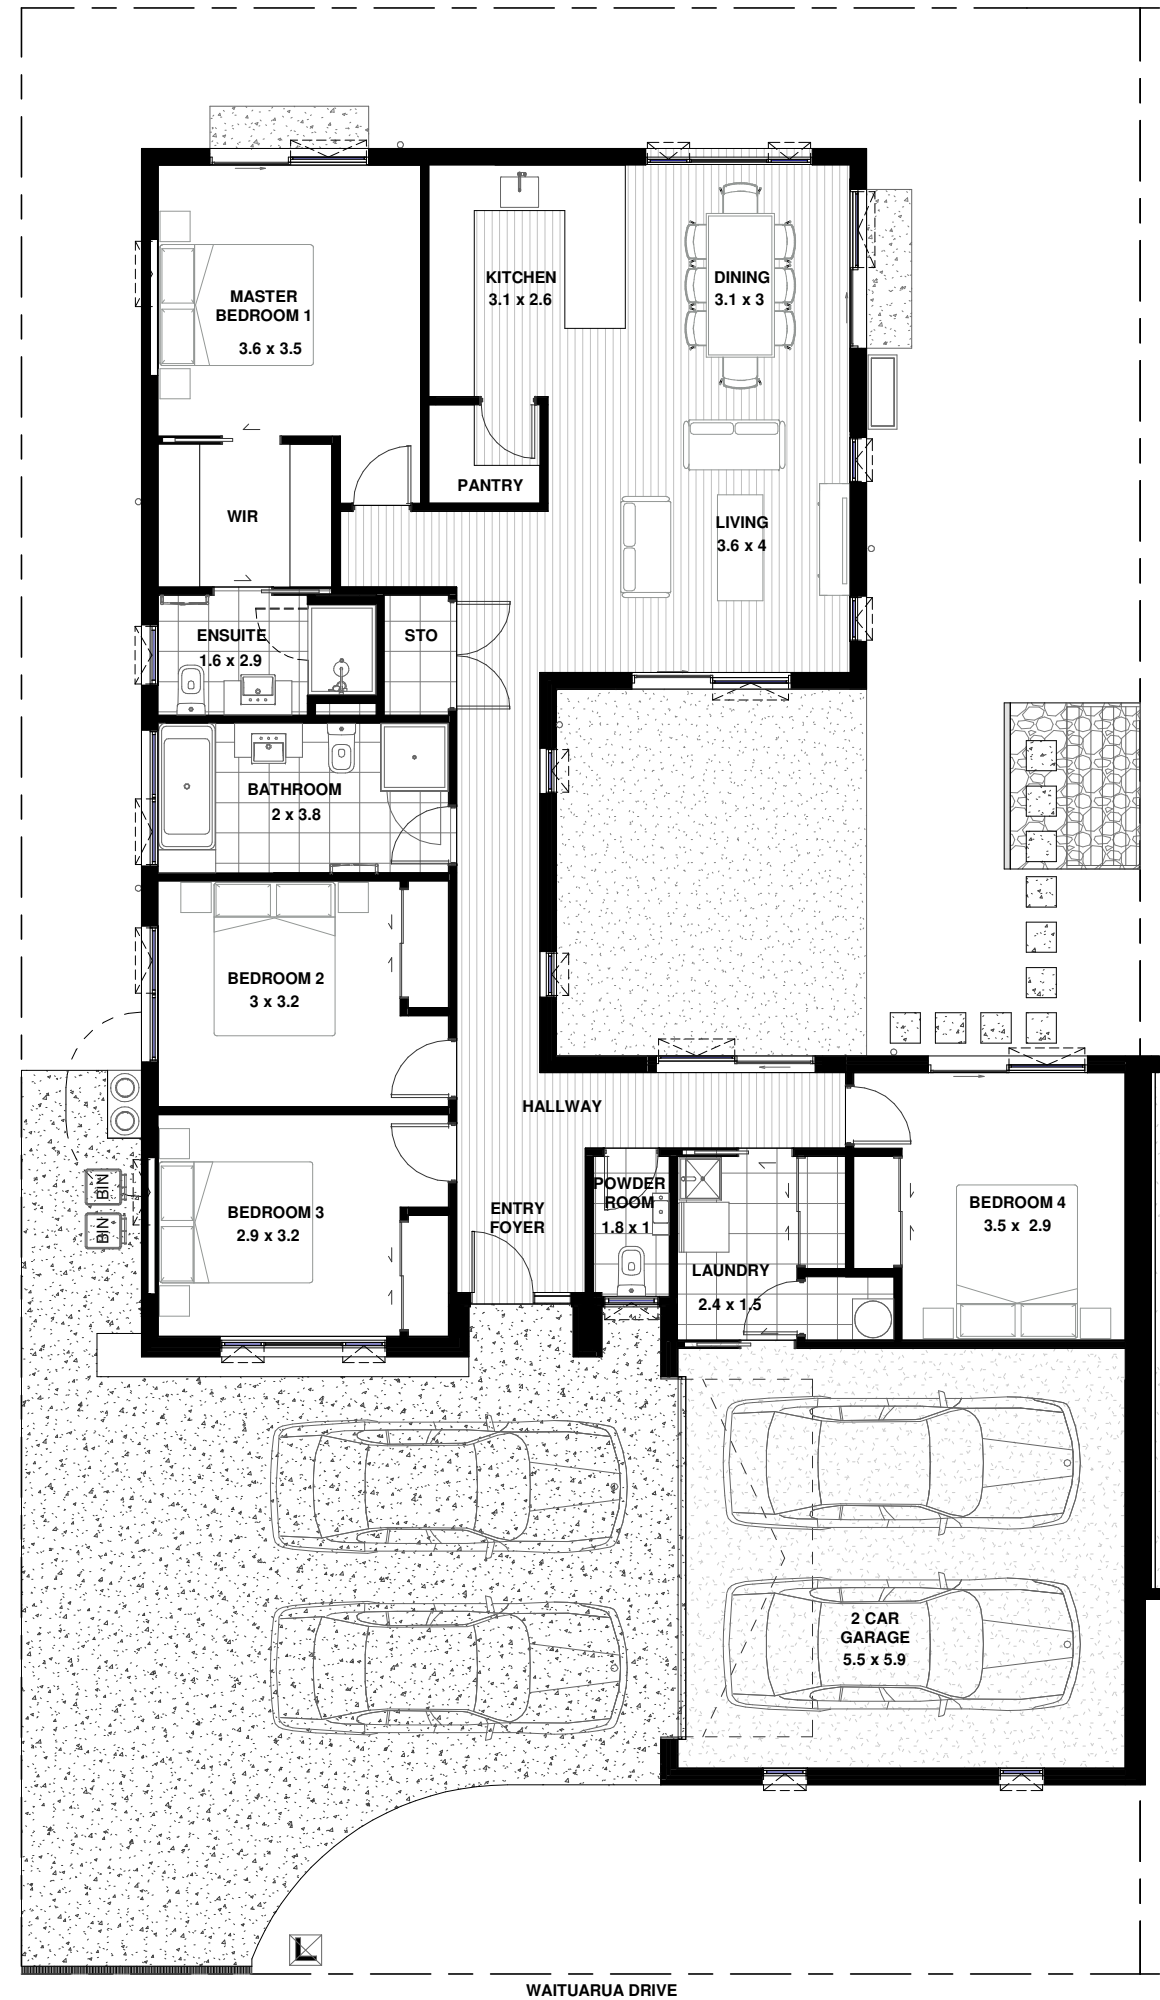 MASTER
BEDROOM 1
3.6 x 3.5
KITCHEN
3.1 x 2.6
DINING
3.1 x 3
PANTRY
WIR
LIVING
3.6 x 4
ENSUITE
1.6 x 2.9
STO
BATHROOM
2 x 3.8
BEDROOM 2
3 x 3.2
HALLWAY
BIN
BIN
BEDROOM 3
2.9 x 3.2
ENTRY
FOYER
POWDER
ROOM
1.8 x 1
LAUNDRY
2.4 x 1.5
BEDROOM 4
3.5 x 2.9
2 CAR
GARAGE
5.5 x 5.9
WAITUARUA DRIVE